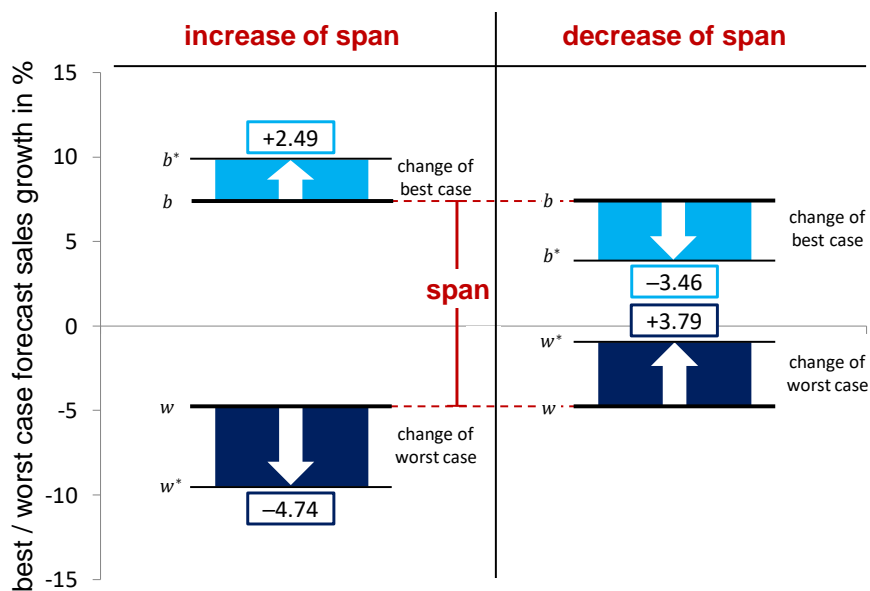 increase of span
decrease of span
best / worst case forecast sales growth in %
15
10
5
0
-5
-10
-15
+2.49
b*
b
change of
best case
span
w
w*
change of
worst case
–4.74
b
b*
change of
best case
–3.46
+3.79
w*
w
change of
worst case